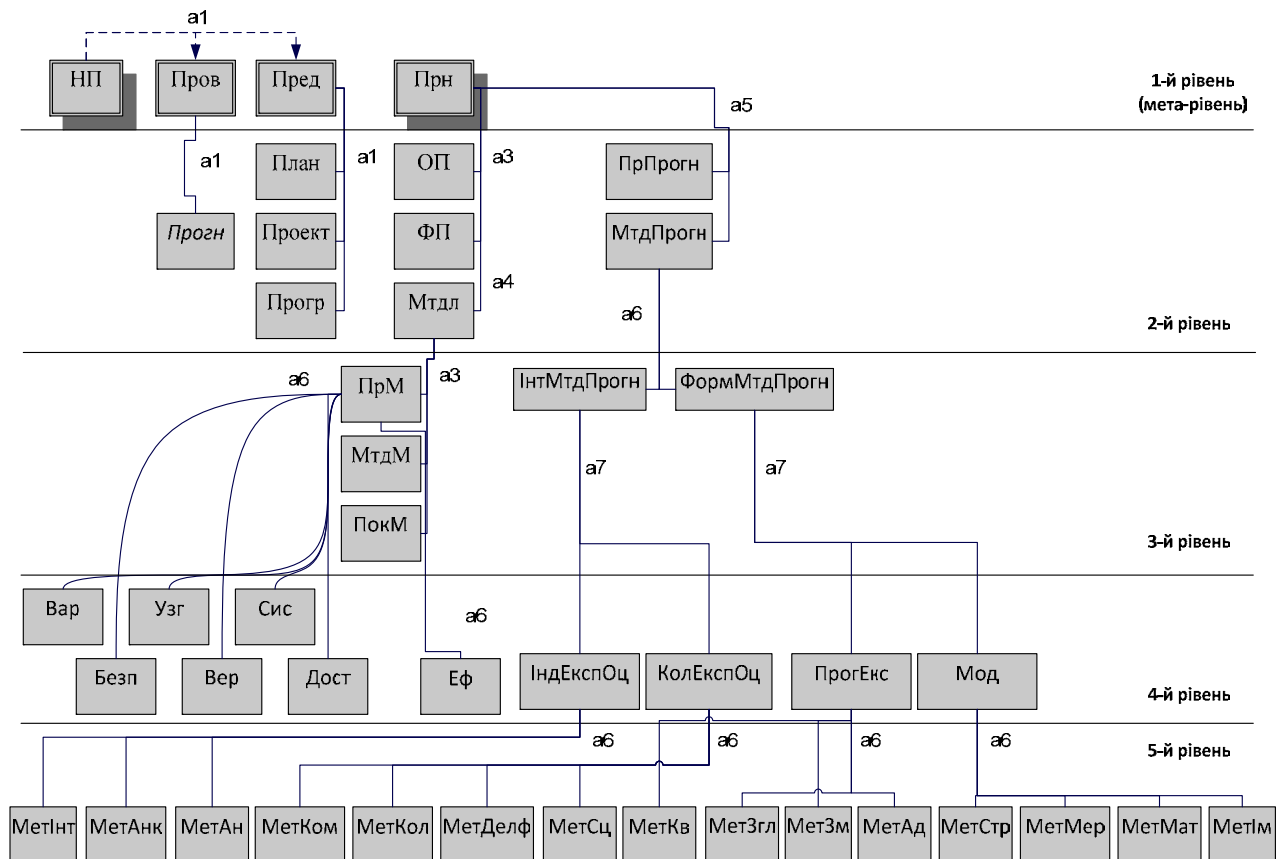 а1
НП
Пров
Пред
Прн
1-й рівень
(мета-рівень)
а5
а1
План
а1
ОП
а3
ПрПрогн
Прогн
Проект
ФП
МтдПрогн
а4
Прогр
Мтдл
а6
2-й рівень
а6
ПрМ
а3
ІнтМтдПрогн
ФормМтдПрогн
МтдМ
а7
а7
ПокМ
3-й рівень
Вар
Узг
Сис
а6
Безп
Вер
Дост
Еф
ІндЕкспОц
КолЕкспОц
ПрогЕкс
Мод
4-й рівень
а6
а6
а6
а6
5-й рівень
МетІнт
МетАнк
МетАн
МетКом
МетКол
МетДелф
МетСц
МетКв
МетЗгл
МетЗм
МетАд
МетСтр
МетМер
МетМат
МетІм